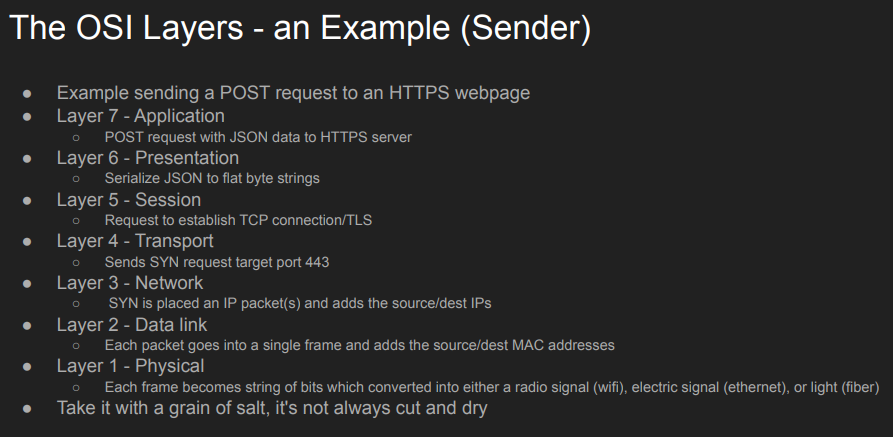 The OSI Layers - an Example (Sender)
● Example sending a POST request to an HTTPS webpage
● Layer 7 - Application
○ POST request with JSON data to HTTPS server
● Layer 6 - Presentation
○ Serialize JSON to flat byte strings
● Layer 5 - Session
○ Request to establish TCP connection/TLS
● Layer 4 - Transport
○ Sends SYN request target port 443
● Layer 3 - Network
○ SYN is placed an IP packet(s) and adds the source/dest IPs
● Layer 2 - Data link
○ Each packet goes into a single frame and adds the source/dest MAC addresses
● Layer 1 - Physical
○ Each frame becomes string of bits which converted into either a radio signal (wifi), electric signal (ethernet), or light (fiber)
● Take it with a grain of salt, it's not always cut and dry